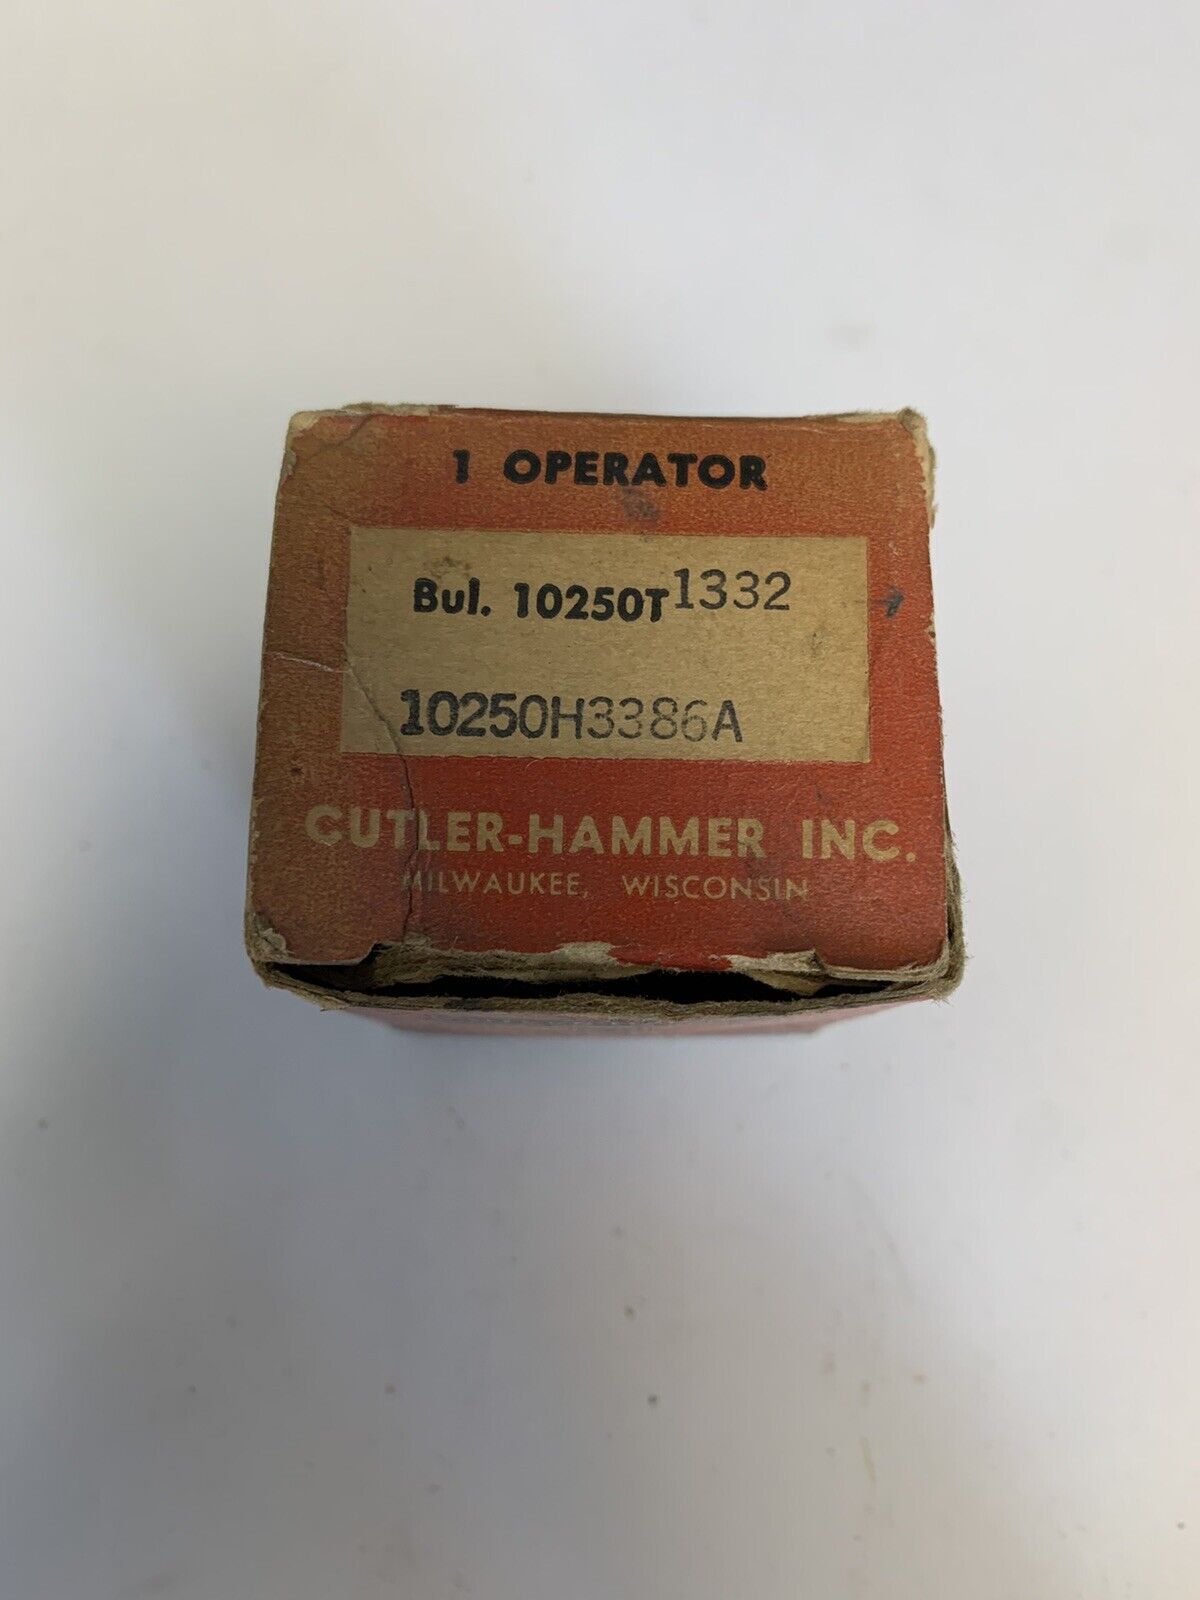 1 OPERATOR
Bul. 10250T1332
10250H3386A
CUTLER-HAMMER INC.
MILWAUKEE, WISCONSIN